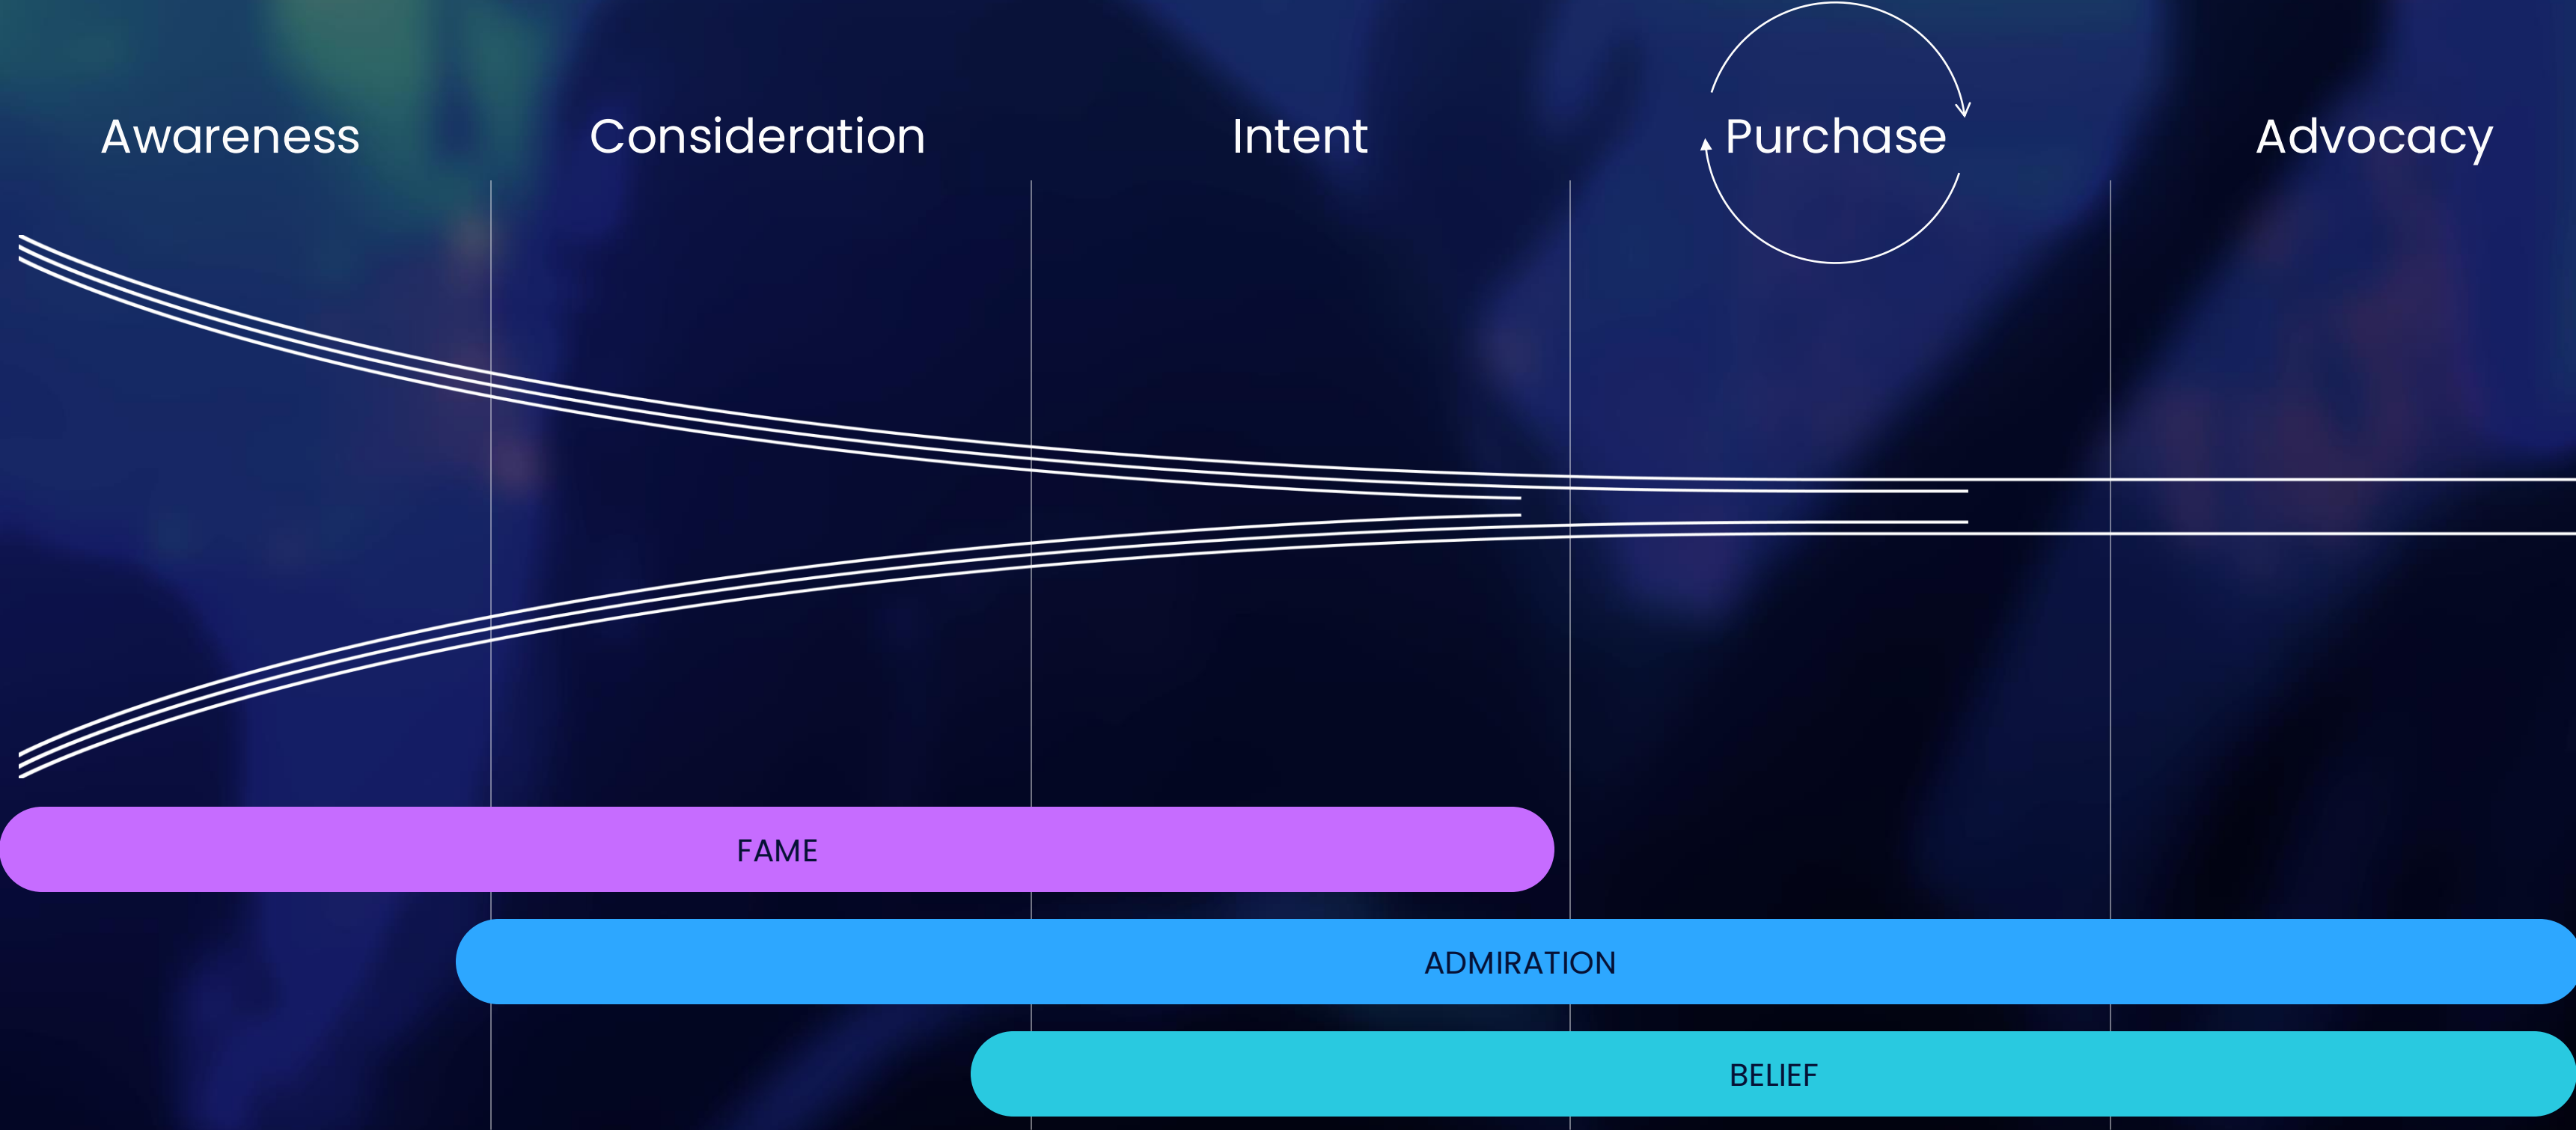 Awareness
Consideration
Intent
Purchase
Advocacy
FAME
ADMIRATION
BELIEF